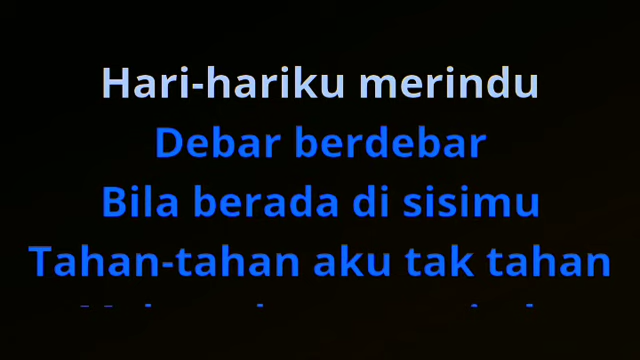 Hari-hariku merindu
Debar berdebar
Bila berada di sisimu
Tahan-tahan aku tak tahan